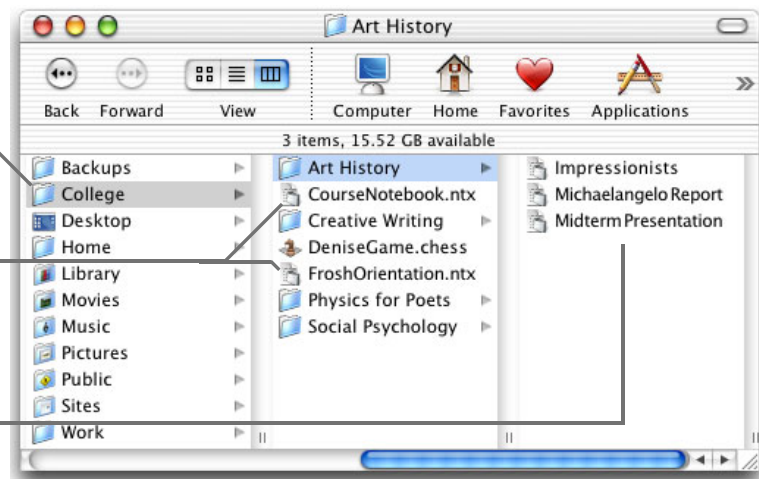 Art History
Back Forward View Computer Home Favorites Applications
3 items, 15.52 GB available
Backups
College
Desktop
Home
Library
Movies
Music
Pictures
Public
Sites
Work
Art History
CourseNotebook.ntx
Creative Writing
DeniseGame.chess
FroshOrientation.ntx
Physics for Poets
Social Psychology
Impressionists
Michaelangelo Report
Midterm Presentation